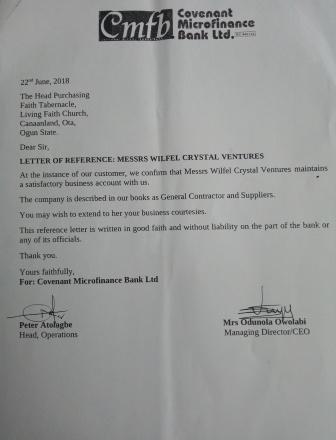 Cmfb
Covenant
Microfinance
Bank Ltd.
22nd June, 2018
The Head Purchasing
Faith Tabernacle,
Living Faith Church,
Canaanland, Ota,
Ogun State.
Dear Sir,
LETTER OF REFERENCE: MESSRS WILFEL CRYSTAL VENTURES
At the instance of our customer, we confirm that Messrs Wilfel Crystal Ventures maintains
a satisfactory business account with us.
The company is described in our books as General Contractor and Suppliers.
You may wish to extend to her your business courtesies.
This reference letter is written in good faith and without liability on the part of the bank or
any of its officials.
Thank you.
Yours faithfully,
For: Covenant Microfinance Bank Ltd
Peter Atolagbe
Head, Operations
Mrs Odunola Owolabi
Managing Director/CEO